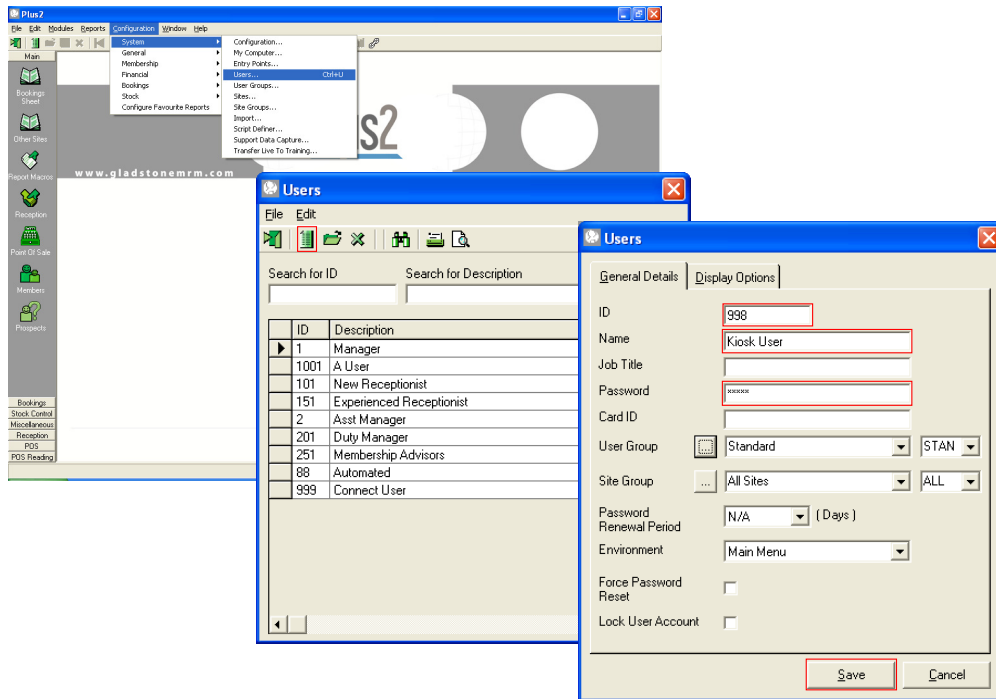 Plus2
File Edit Modules Reports Configuration Window Help
Main
Bookings
Sheet
Other Sites
Report Macros
Reception
Point Of Sale
Members
Prospects
Bookings
Stock Control
Miscellaneous
Reception
POS
POS Reading
System
General
Membership
Financial
Bookings
Stock
Configure Favourite Reports
Configuration...
My Computer...
Entry Points...
Users... Ctrl+U
User Groups...
Sites...
Site Groups...
Import...
Script Definer...
Support Data Capture...
Transfer Live To Training...
us2
www.gladstonemrm.com
Users
File Edit
Search for ID Search for Description
ID Description
1 Manager
1001 A User
101 New Receptionist
151 Experienced Receptionist
2 Asst Manager
201 Duty Manager
251 Membership Advisors
88 Automated
999 Connect User
Users
General Details Display Options
ID 998
Name Kiosk User
Job Title
Password xxxxx
Card ID
User Group ... Standard STAN
Site Group ... All Sites ALL
Password
Renewal Period N/A ( Days )
Environment Main Menu
Force Password
Reset
Lock User Account
Save Cancel